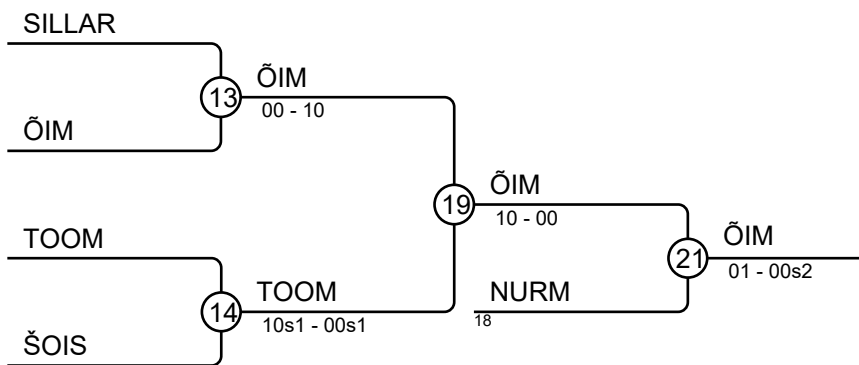 SILLAR
13
ÕIM
00 - 10
ÕIM
19
ÕIM
10 - 00
TOOM
21
ÕIM
01 - 00s2
14
TOOM
10s1 - 00s1
NURM
18
ŠOIS